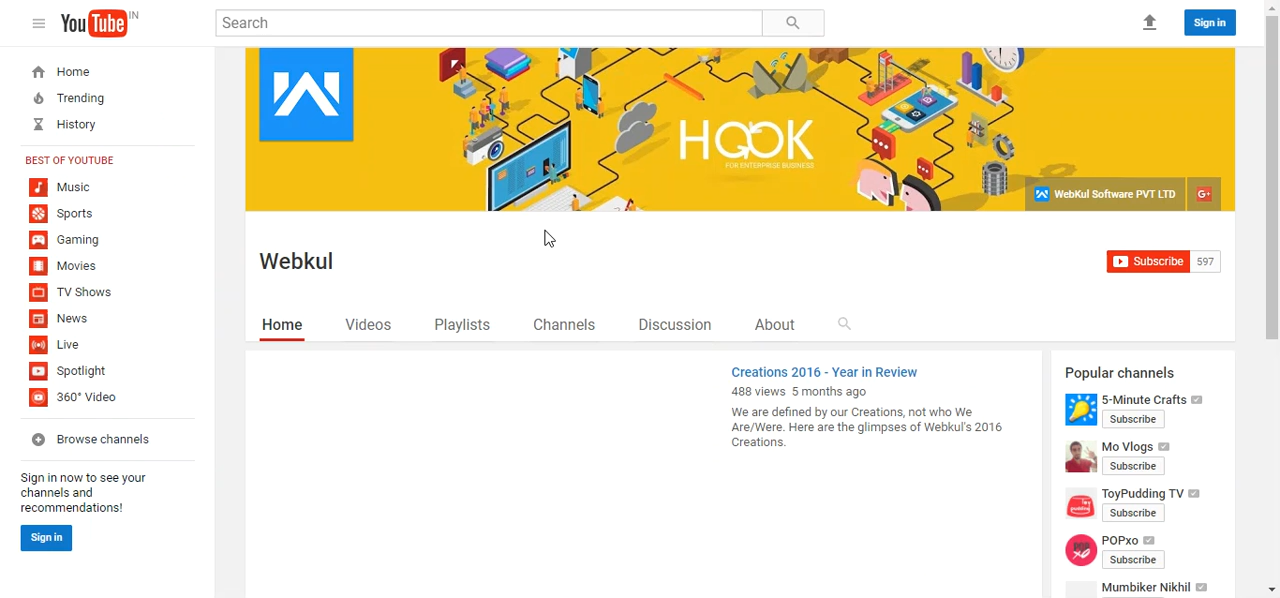 YouTube IN
Search
Sign in
Home
Trending
History
BEST OF YOUTUBE
Music
Sports
Gaming
Movies
TV Shows
News
Live
Spotlight
360° Video
Browse channels
Sign in now to see your
channels and
recommendations!
Sign in
HOOK
FOR ENTERPRISE BUSINESS
WebKul Software PVT LTD
G+
Webkul
Subscribe 597
Home Videos Playlists Channels Discussion About
Creations 2016 - Year in Review
488 views 5 months ago
We are defined by our Creations, not who We
Are/Were. Here are the glimpses of Webkul's 2016
Creations.
Popular channels
5-Minute Crafts
Subscribe
Mo Vlogs
Subscribe
ToyPudding TV
Subscribe
POPxo
Subscribe
Mumbiker Nikhil